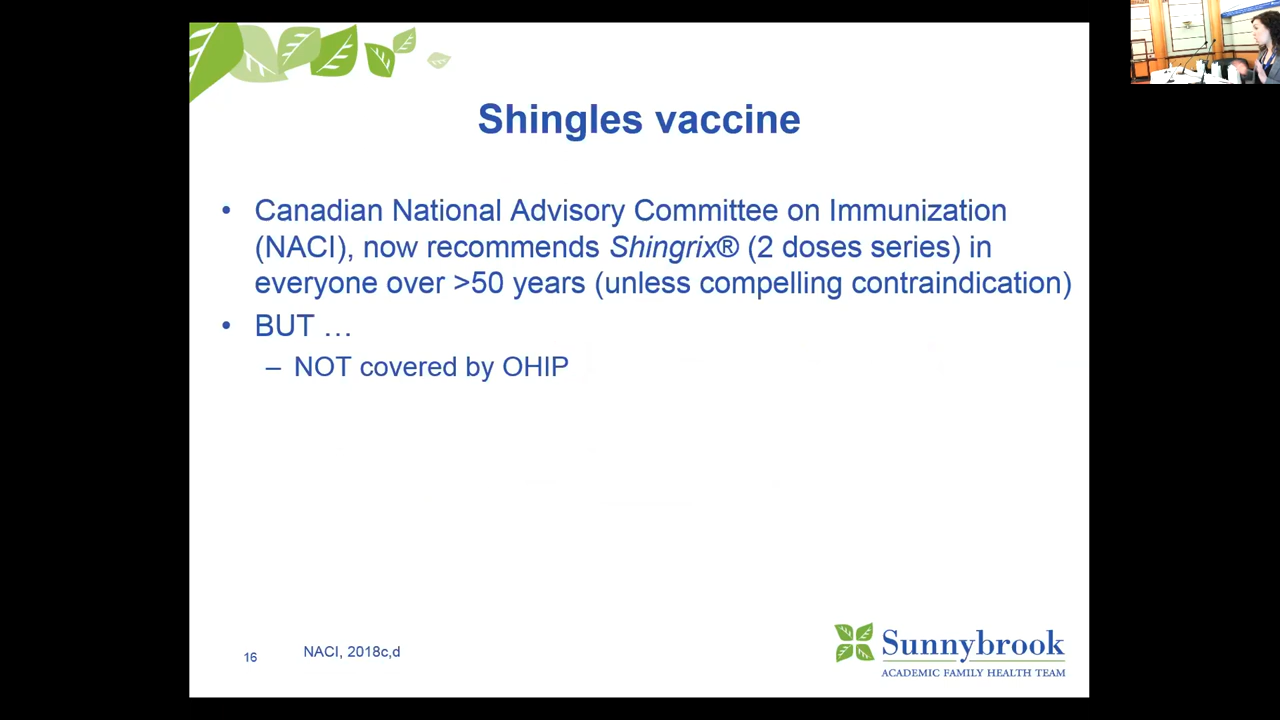 Shingles vaccine
• Canadian National Advisory Committee on Immunization
(NACI), now recommends Shingrix® (2 doses series) in
everyone over >50 years (unless compelling contraindication)
• BUT …
– NOT covered by OHIP
16
NACI, 2018c,d
Sunnybrook
ACADEMIC FAMILY HEALTH TEAM